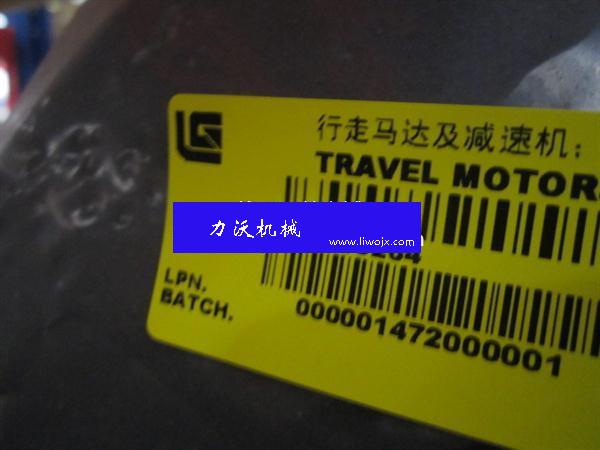 LG
行走马达及减速机:
TRAVEL MOTOR
力沃机械
www.liwojx.com
LPN.
BATCH.
000001472000001